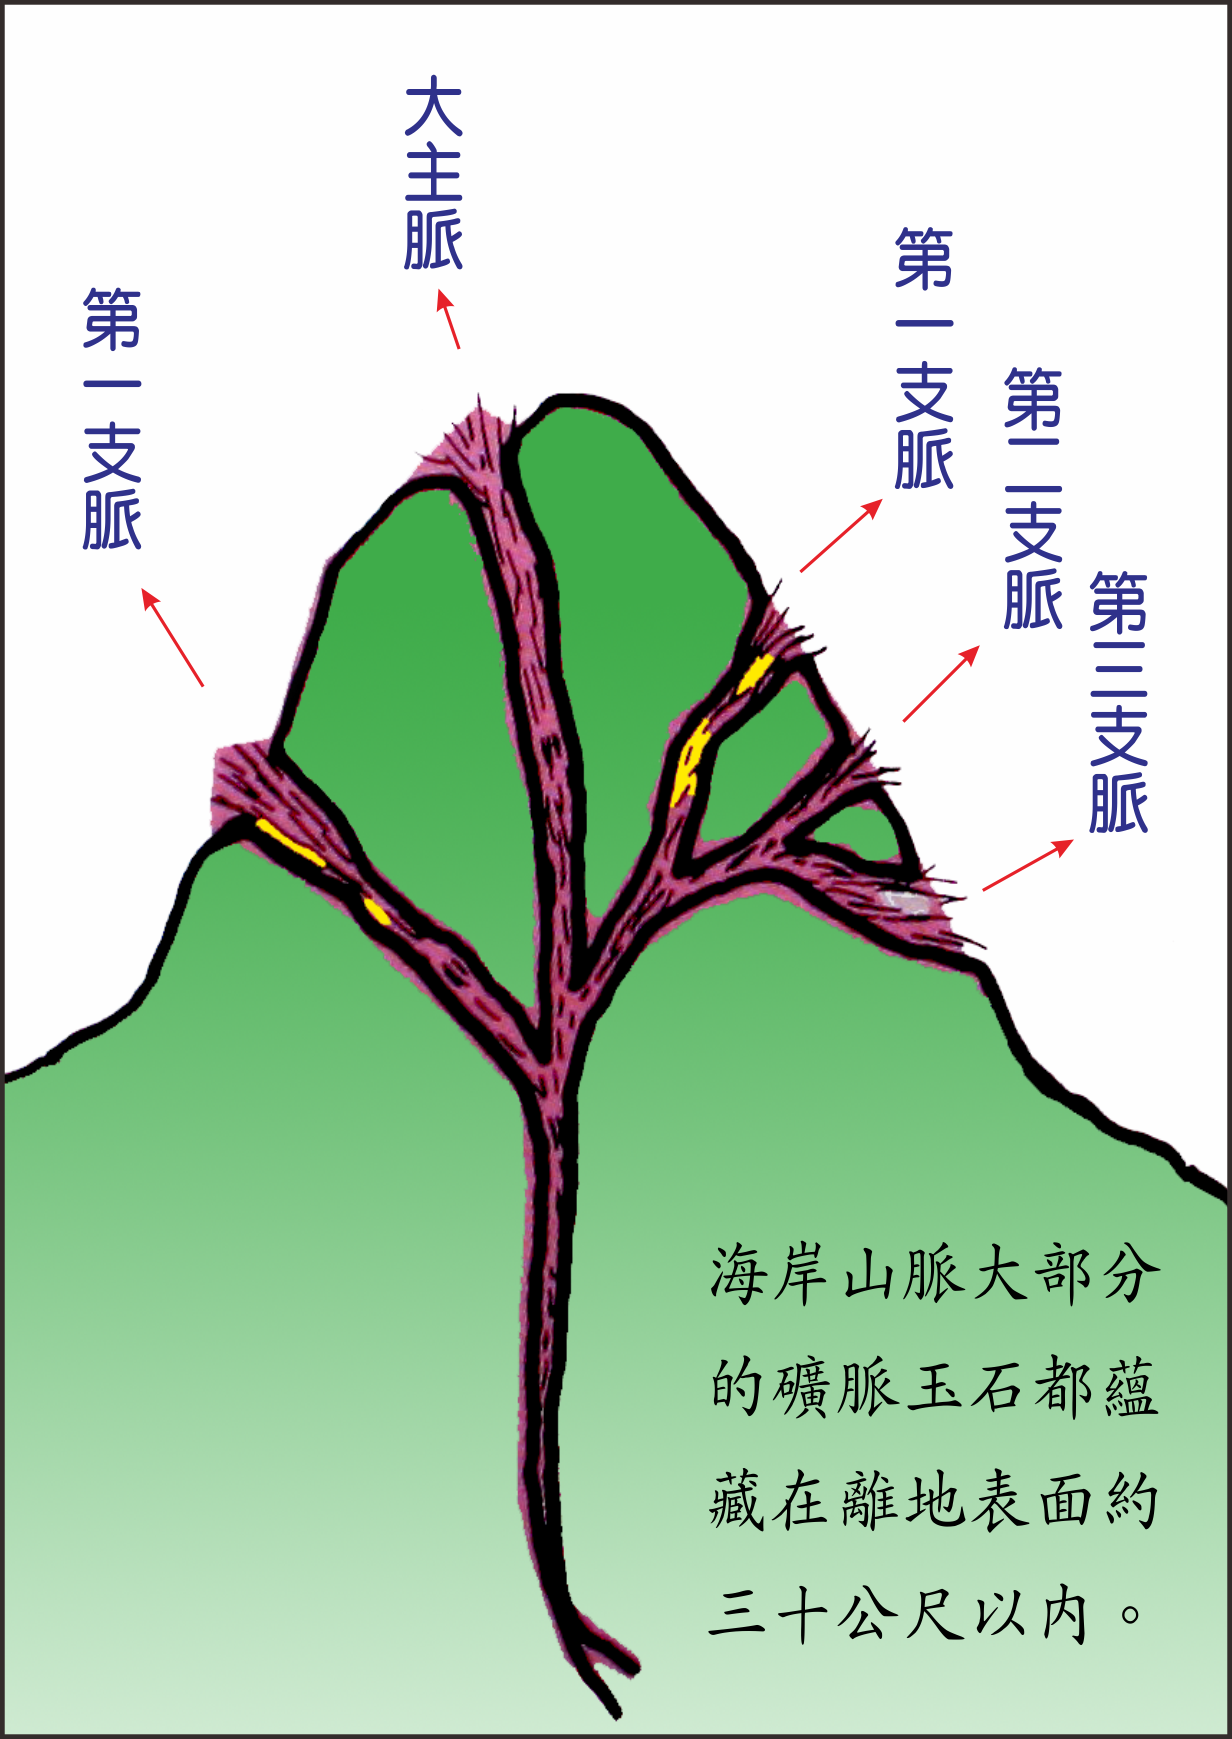 大主脈
第一支脈
第一支脈
第二支脈
第三支脈
海岸山脈大部分
的礦脈玉石都蘊
藏在離地表面約
三十公尺以內。